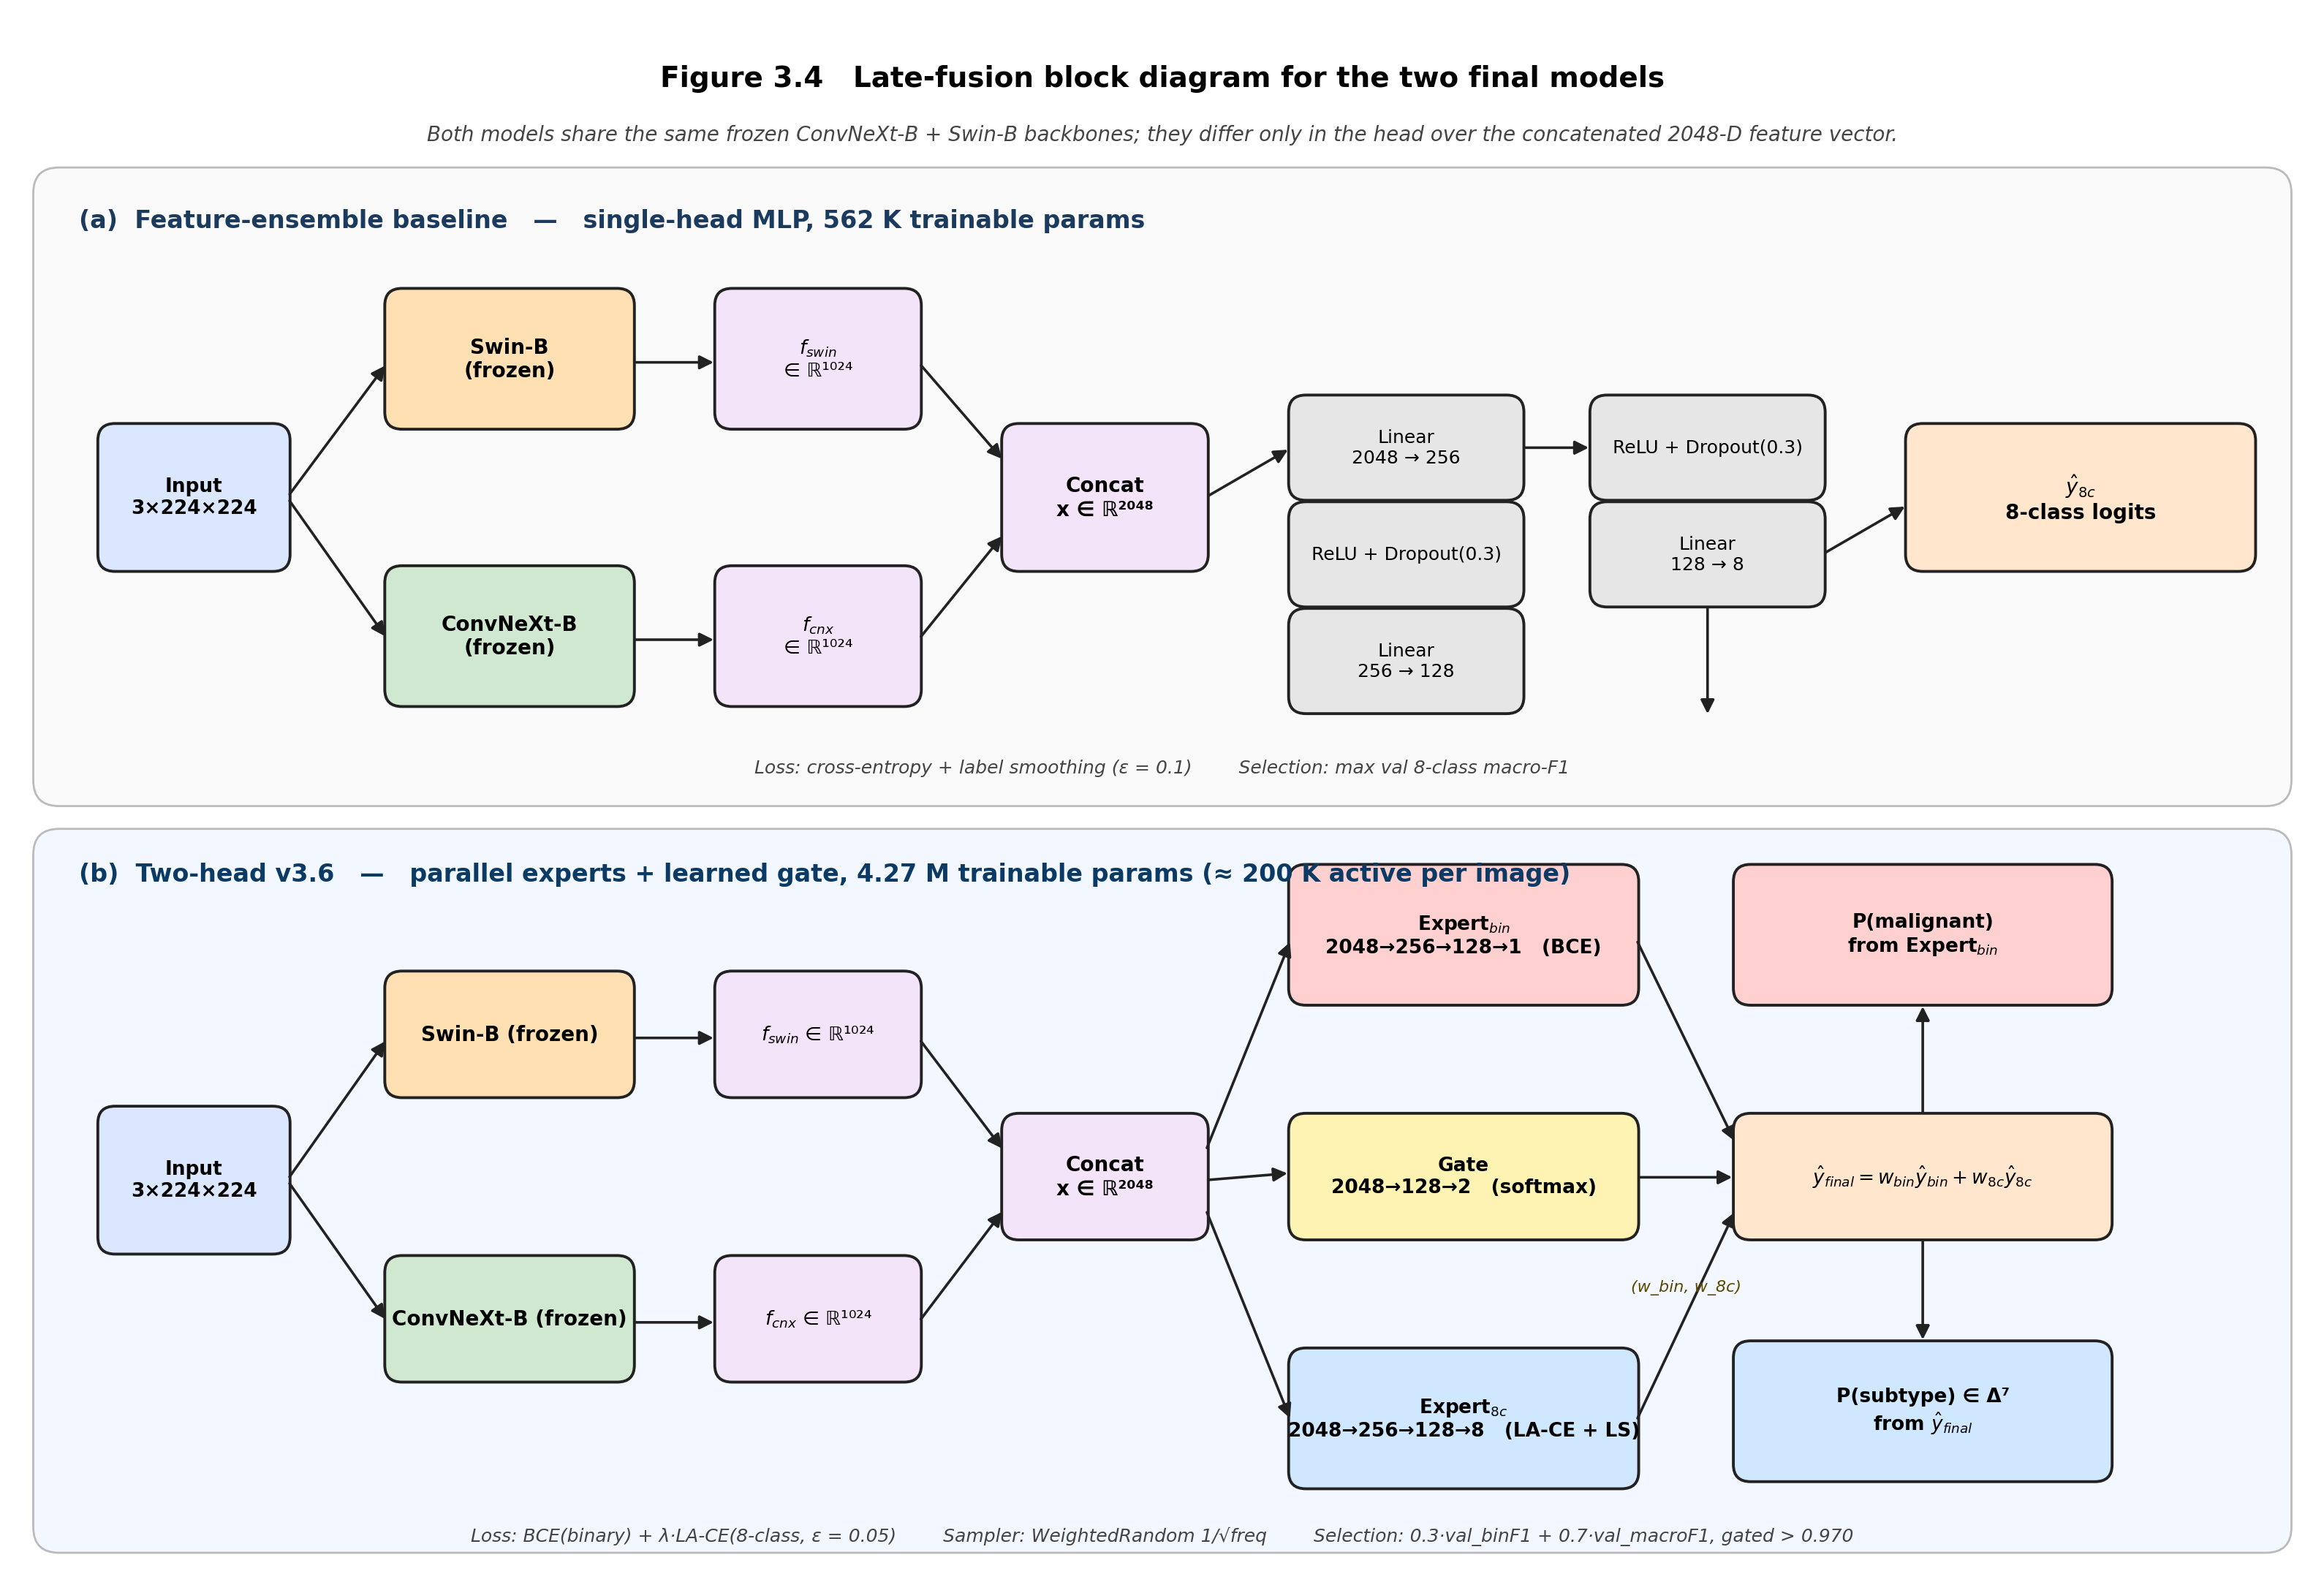 Figure 3.4   Late-fusion block diagram for the two final models
Both models share the same frozen ConvNeXt-B + Swin-B backbones; they differ only in the head over the concatenated 2048-D feature vector.
(a)  Feature-ensemble baseline   —   single-head MLP, 562 K trainable params
Swin-B
(frozen)
f_swin
∈ ℝ¹⁰²⁴
Input
3×224×224
ConvNeXt-B
(frozen)
f_cnx
∈ ℝ¹⁰²⁴
Concat
x ∈ ℝ²⁰⁴⁸
Linear
2048 → 256
ReLU + Dropout(0.3)
Linear
256 → 128
ReLU + Dropout(0.3)
Linear
128 → 8
ŷ_8c
8-class logits
Loss: cross-entropy + label smoothing (ε = 0.1)        Selection: max val 8-class macro-F1
(b)  Two-head v3.6   —   parallel experts + learned gate, 4.27 M trainable params (≈ 200 K active per image)
Swin-B (frozen)
f_swin ∈ ℝ¹⁰²⁴
Input
3×224×224
ConvNeXt-B (frozen)
f_cnx ∈ ℝ¹⁰²⁴
Concat
x ∈ ℝ²⁰⁴⁸
Expert_bin
2048→256→128→1   (BCE)
Gate
2048→128→2   (softmax)
(w_bin, w_8c)
Expert_8c
2048→256→128→8   (LA-CE + LS)
P(malignant)
from Expert_bin
ŷ_final = w_bin ŷ_bin + w_8c ŷ_8c
P(subtype) ∈ Δ⁷
from ŷ_final
Loss: BCE(binary) + λ·LA-CE(8-class, ε = 0.05)        Sampler: WeightedRandom 1/√freq        Selection: 0.3·val_binF1 + 0.7·val_macroF1, gated > 0.970